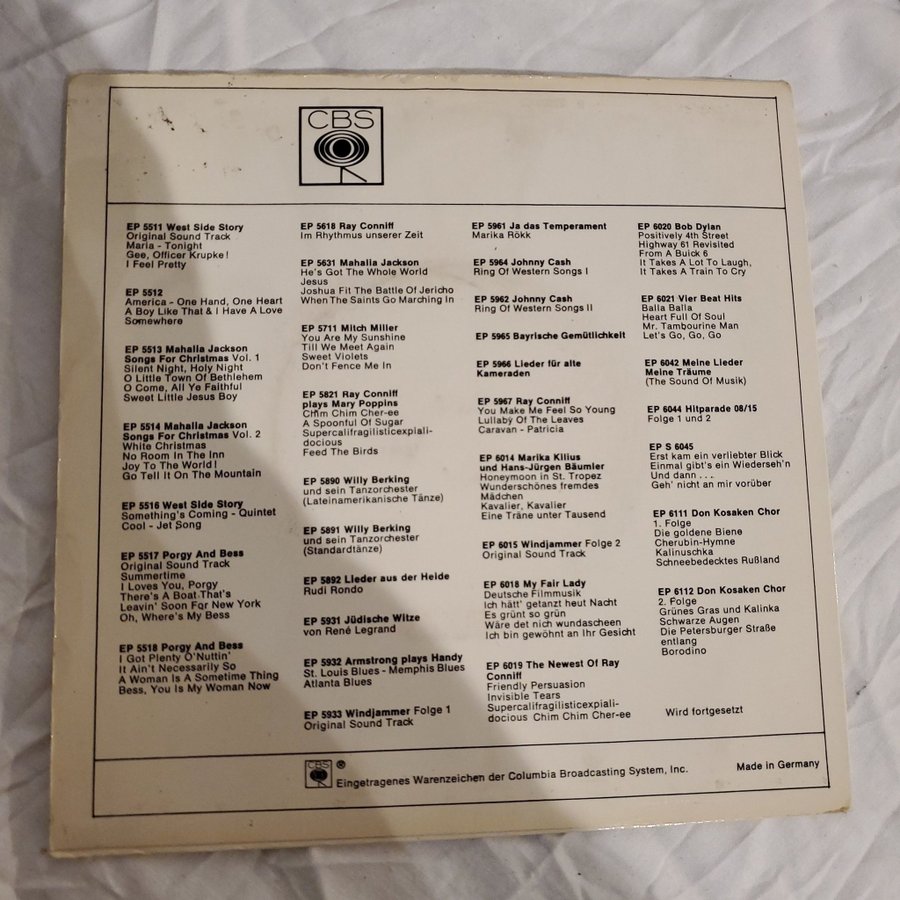 CBS
EP 5511 West Side Story
Original Sound Track
Maria - Tonight
Gee, Officer Krupke!
I Feel Pretty
EP 5512
America - One Hand, One Heart
A Boy Like That & I Have A Love
Somewhere
EP 5513 Mahalia Jackson
Songs For Christmas Vol. 1
Silent Night, Holy Night
O Little Town Of Bethlehem
O Come, All Ye Faithful
Sweet Little Jesus Boy
EP 5514 Mahalia Jackson
Songs For Christmas Vol. 2
White Christmas
No Room In The Inn
Joy To The World!
Go Tell It On The Mountain
EP 5516 West Side Story
Something's Coming - Quintet
Cool - Jet Song
EP 5517 Porgy And Bess
Original Sound Track
Summertime
I Loves You, Porgy
There's A Boat That's
Leavin' Soon For New York
Oh, Where's My Bess
EP 5518 Porgy And Bess
I Got Plenty O'Nuttin'
It Ain't Necessarily So
A Woman Is A Sometime Thing
Bess, You Is My Woman Now
EP 5618 Ray Conniff
Im Rhythmus unserer Zeit
EP 5631 Mahalia Jackson
He's Got The Whole World
Jesus
Joshua Fit The Battle Of Jericho
When The Saints Go Marching In
EP 5711 Mitch Miller
You Are My Sunshine
Till We Meet Again
Sweet Violets
Don't Fence Me In
EP 5821 Ray Conniff
plays Mary Poppins
Chim Chim Cher-ee
A Spoonful Of Sugar
Supercalifragilisticexpiali-
docious
Feed The Birds
EP 5890 Willy Berking
und sein Tanzorchester
(Lateinamerikanische Tänze)
EP 5891 Willy Berking
und sein Tanzorchester
(Standardtänze)
EP 5892 Lieder aus der Heide
Rudi Rondo
EP 5931 Jüdische Witze
von René Legrand
EP 5932 Armstrong plays Handy
St. Louis Blues - Memphis Blues
Atlanta Blues
EP 5933 Windjammer Folge 1
Original Sound Track
EP 5961 Ja das Temperament
Marika Rökk
EP 5964 Johnny Cash
Ring Of Western Songs I
EP 5962 Johnny Cash
Ring Of Western Songs II
EP 5965 Bayrische Gemütlichkeit
EP 5966 Lieder für alte
Kameraden
EP 5967 Ray Conniff
You Make Me Feel So Young
Lullaby Of The Leaves
Caravan - Patricia
EP 6014 Marika Kilius
und Hans-Jürgen Bäumler
Honeymoon in St. Tropez
Wunderschönes fremdes
Mädchen
Kavalier, Kavalier
Eine Träne unter Tausend
EP 6015 Windjammer Folge 2
Original Sound Track
EP 6018 My Fair Lady
Deutsche Filmmusik
Ich hätt' getanzt heut Nacht
Es grünt so grün
Wäre det nich wundascheen
Ich bin gewöhnt an Ihr Gesicht
EP 6019 The Newest Of Ray
Conniff
Friendly Persuasion
Invisible Tears
Supercalifragilisticexpiali-
docious Chim Chim Cher-ee
EP 6020 Bob Dylan
Positively 4th Street
Highway 61 Revisited
From A Buick 6
It Takes A Lot To Laugh,
It Takes A Train To Cry
EP 6021 Vier Beat Hits
Balla Balla
Heart Full Of Soul
Mr. Tambourine Man
Let's Go, Go, Go
EP 6042 Meine Lieder
Meine Träume
(The Sound Of Musik)
EP 6044 Hitparade 08/15
Folge 1 und 2
EP S 6045
Erst kam ein verliebter Blick
Einmal gibt's ein Wiederseh'n
Und dann . . .
Geh' nicht an mir vorüber
EP 6111 Don Kosaken Chor
1. Folge
Die goldene Biene
Cherubin-Hymne
Kalinuschka
Schneebedecktes Rußland
EP 6112 Don Kosaken Chor
2. Folge
Grünes Gras und Kalinka
Schwarze Augen
Die Petersburger Straße
entlang
Borodino
Wird fortgesetzt
CBS ® Eingetragenes Warenzeichen der Columbia Broadcasting System, Inc.
Made in Germany